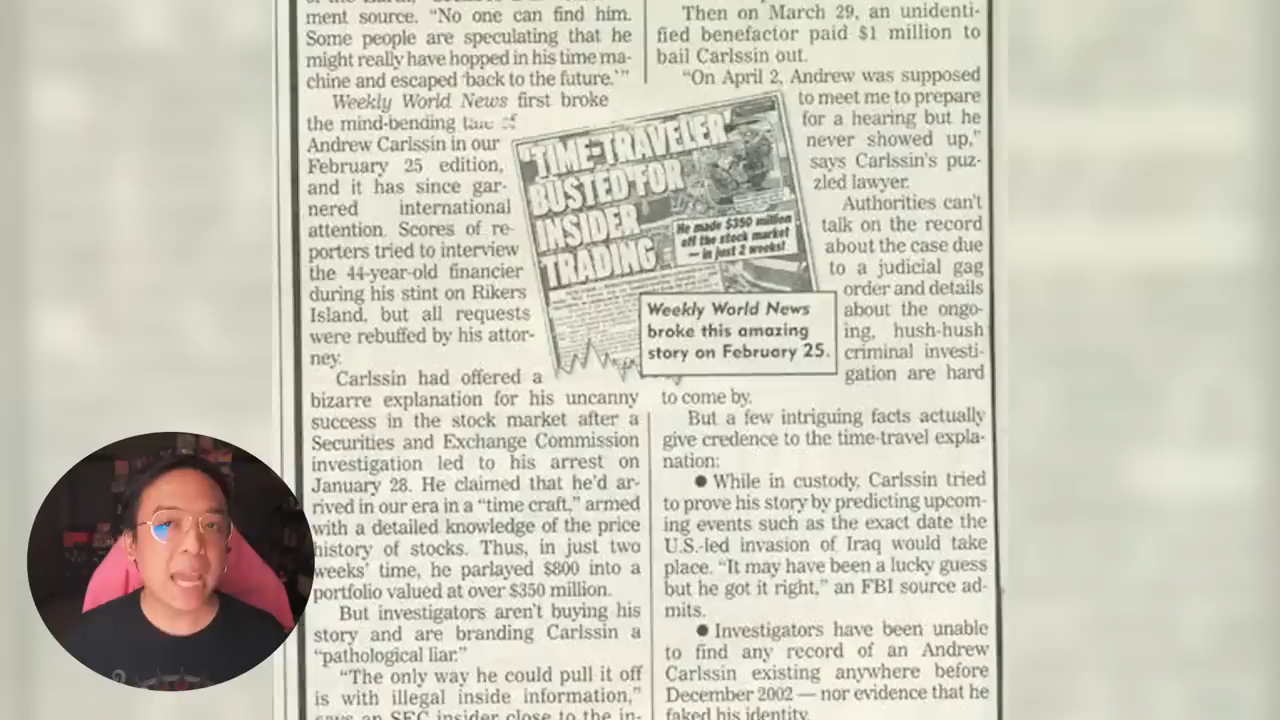 ment source. “No one can find him.
Some people are speculating that he
might really have hopped in his time ma-
chine and escaped ‘back to the future.’”
Weekly World News first broke
the mind-bending tale of
Andrew Carlssin in our
February 25 edition,
and it has since gar-
nered international
attention. Scores of re-
porters tried to interview
the 44-year-old financier
during his stint on Rikers
Island, but all requests
were rebuffed by his attor-
ney.
Carlssin had offered a
bizarre explanation for his uncanny
success in the stock market after a
Securities and Exchange Commission
investigation led to his arrest on
January 28. He claimed that he’d ar-
rived in our era in a “time craft,” armed
with a detailed knowledge of the price
history of stocks. Thus, in just two
weeks’ time, he parlayed $800 into a
portfolio valued at over $350 million.
But investigators aren’t buying his
story and are branding Carlssin a
“pathological liar.”
“The only way he could pull it off
is with illegal inside information,”
says an SEC insider close to the in-
‘TIME-TRAVELER’
BUSTED FOR
INSIDER
TRADING
He made $350 million
off the stock market
— in just 2 weeks!
Weekly World News
broke this amazing
story on February 25.
Then on March 29, an unidenti-
fied benefactor paid $1 million to
bail Carlssin out.
“On April 2, Andrew was supposed
to meet me to prepare
for a hearing but he
never showed up,”
says Carlssin’s puz-
zled lawyer.
Authorities can’t
talk on the record
about the case due
to a judicial gag
order and details
about the ongo-
ing, hush-hush
criminal investi-
gation are hard
to come by.
But a few intriguing facts actually
give credence to the time-travel expla-
nation:
● While in custody, Carlssin tried
to prove his story by predicting upcom-
ing events such as the exact date the
U.S.-led invasion of Iraq would take
place. “It may have been a lucky guess
but he got it right,” an FBI source ad-
mits.
● Investigators have been unable
to find any record of an Andrew
Carlssin existing anywhere before
December 2002 — nor evidence that he
faked his identity.